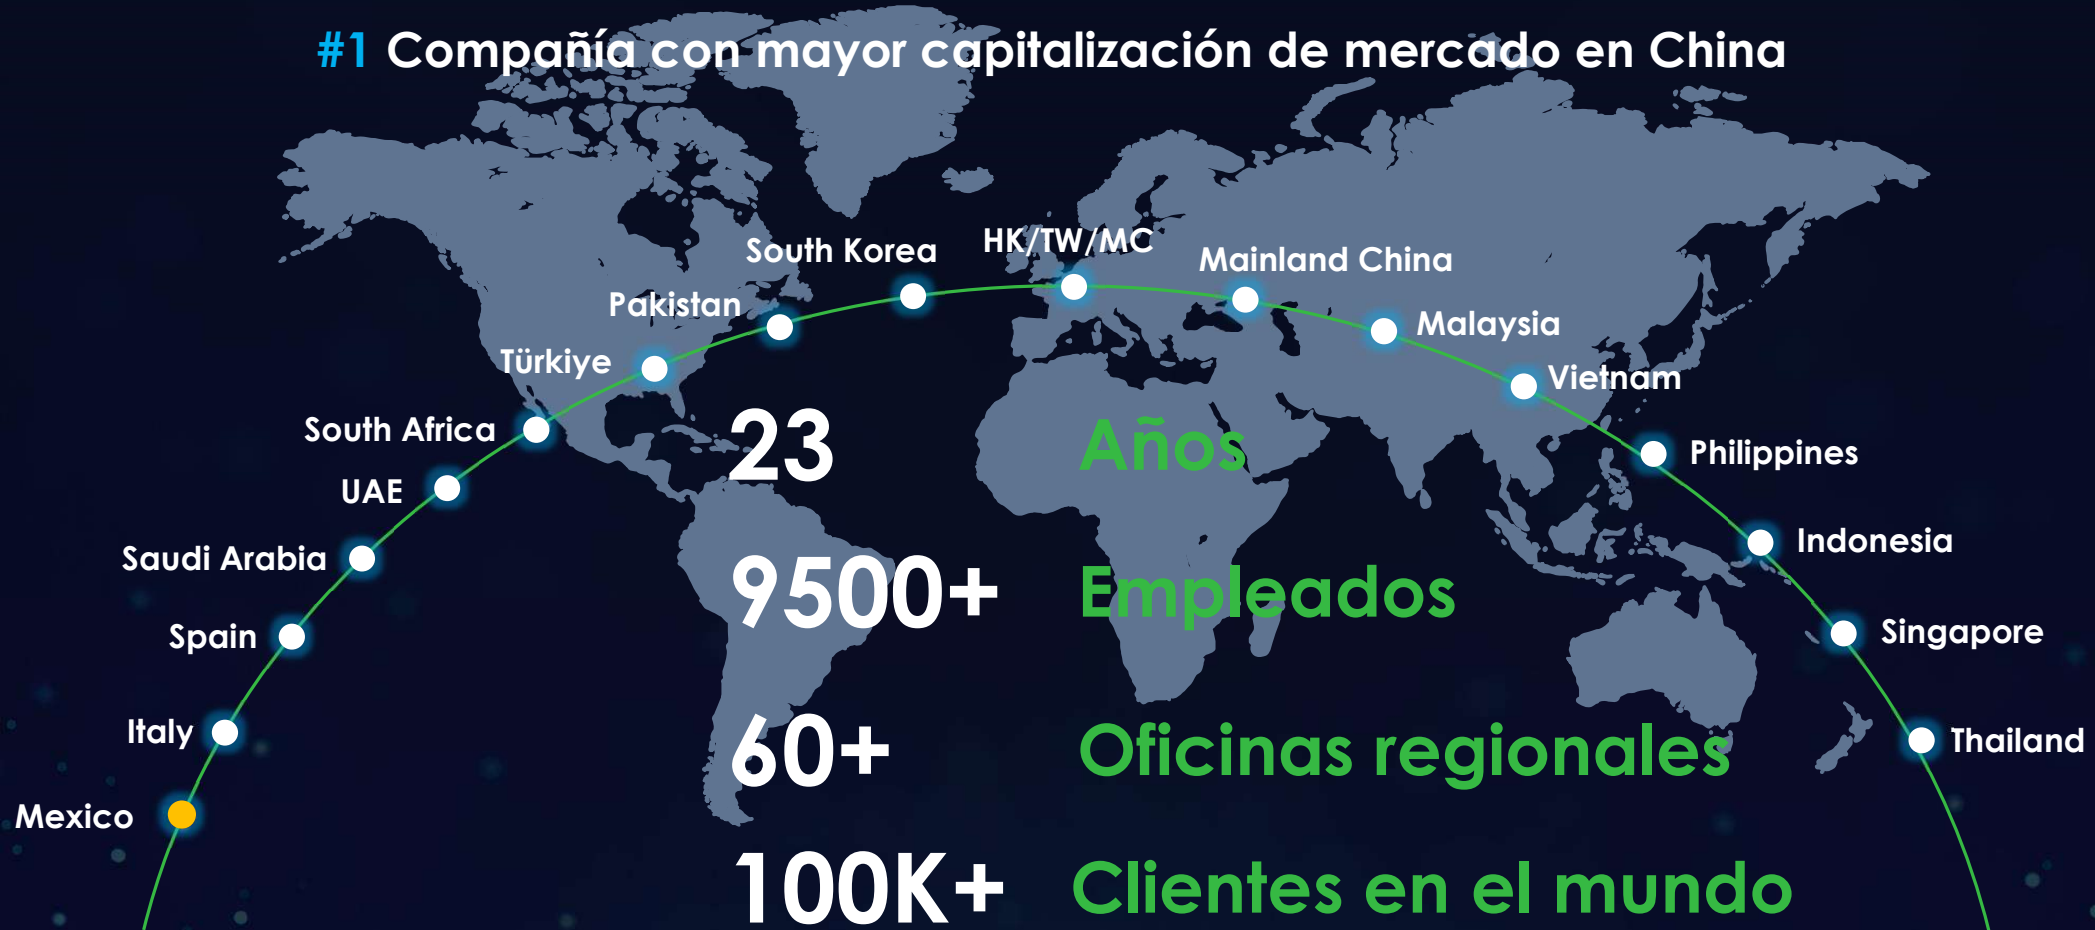 #1 Compañía con mayor capitalización de mercado en China
South Korea
HK/TW/MC
Mainland China
Pakistan
Malaysia
Türkiye
Vietnam
South Africa
Philippines
UAE
Indonesia
Saudi Arabia
Singapore
Spain
Italy
Thailand
Mexico
23 Años
9500+ Empleados
60+ Oficinas regionales
100K+ Clientes en el mundo